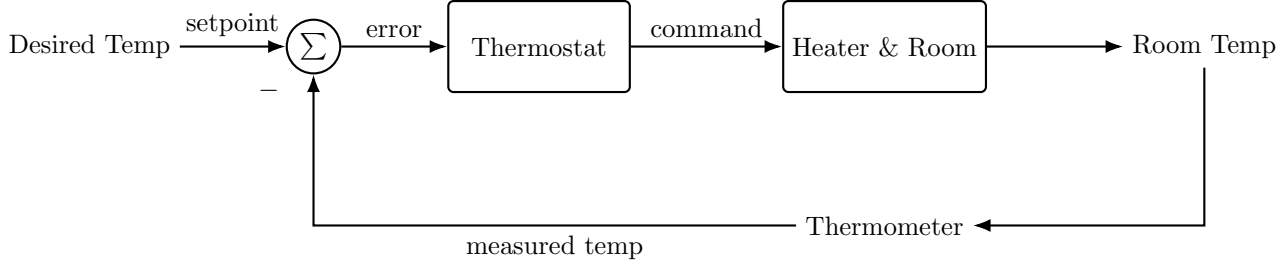 setpoint
error
command
Desired Temp
∑
Thermostat
Heater & Room
Room Temp
−
Thermometer
measured temp